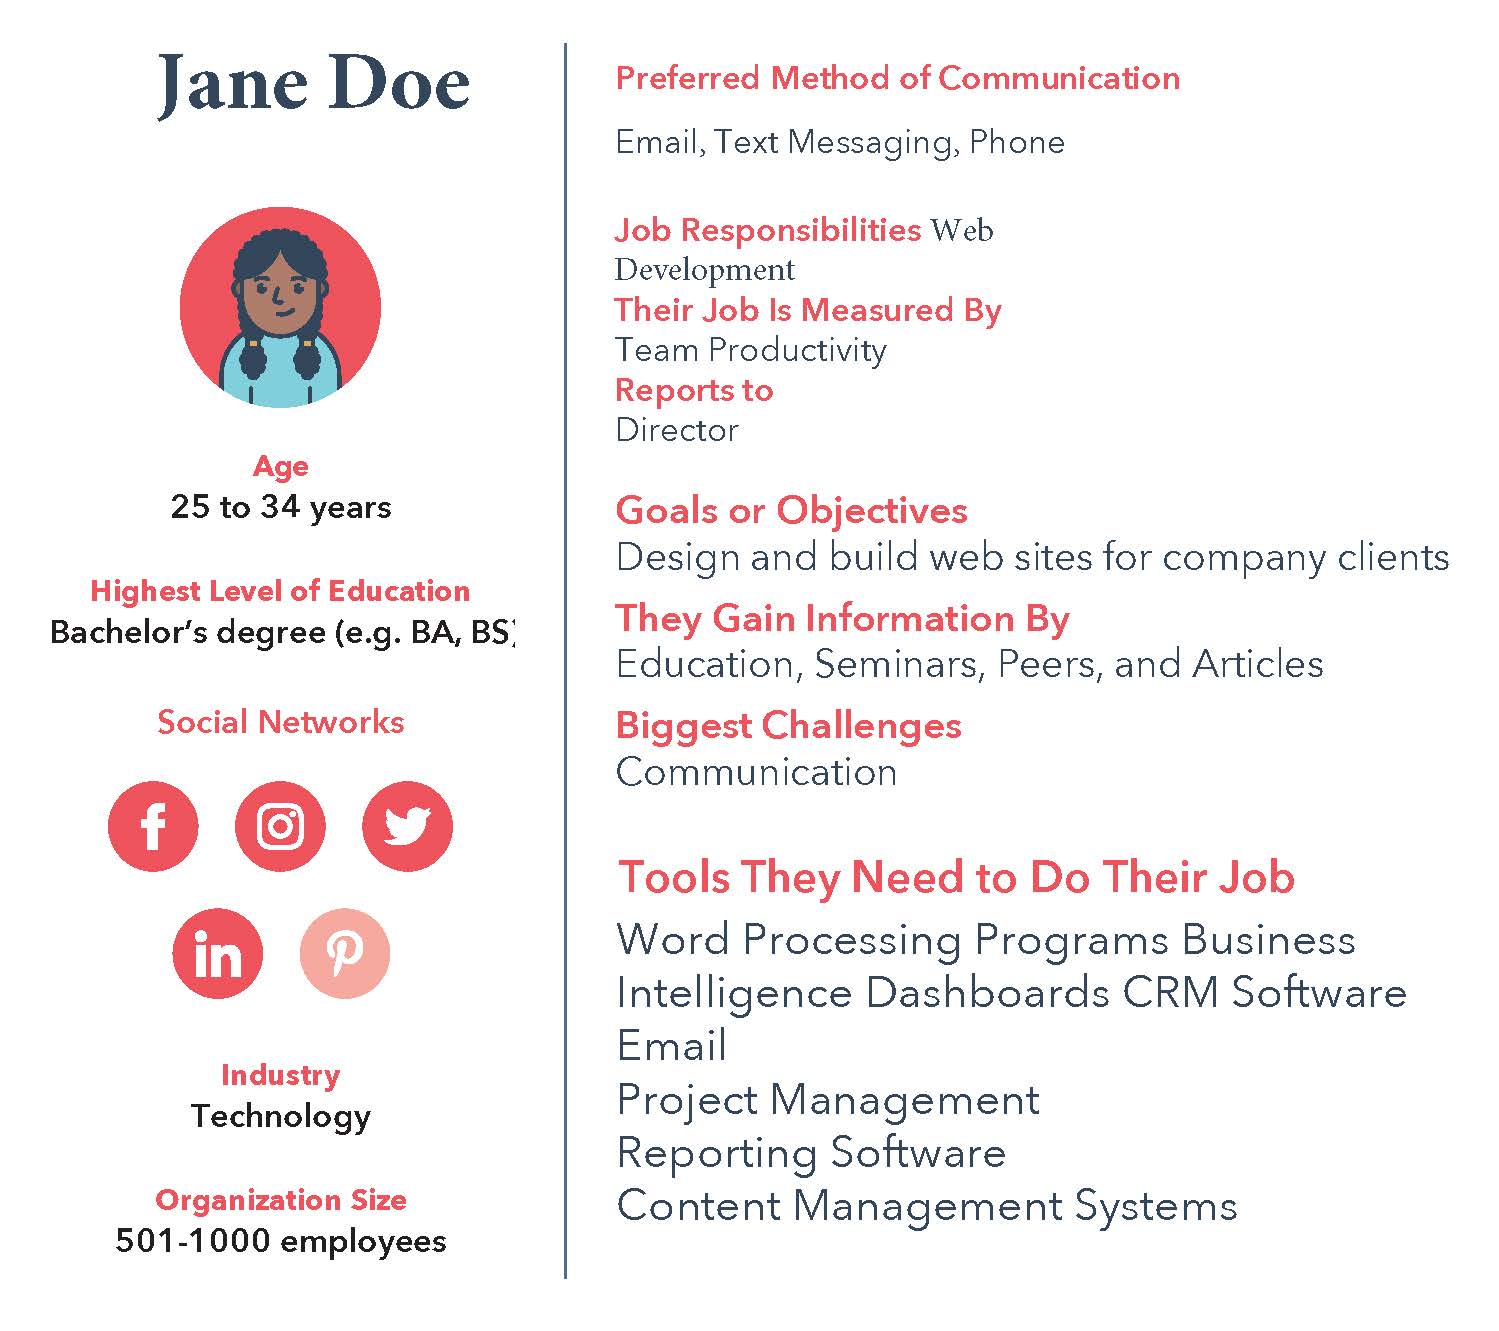 Jane Doe
Age
25 to 34 years
Highest Level of Education
Bachelor’s degree (e.g. BA, BS)
Social Networks
f
in
Industry
Technology
Organization Size
501-1000 employees
Preferred Method of Communication
Email, Text Messaging, Phone
Job Responsibilities Web
Development
Their Job Is Measured By
Team Productivity
Reports to
Director
Goals or Objectives
Design and build web sites for company clients
They Gain Information By
Education, Seminars, Peers, and Articles
Biggest Challenges
Communication
Tools They Need to Do Their Job
Word Processing Programs Business
Intelligence Dashboards CRM Software
Email
Project Management
Reporting Software
Content Management Systems